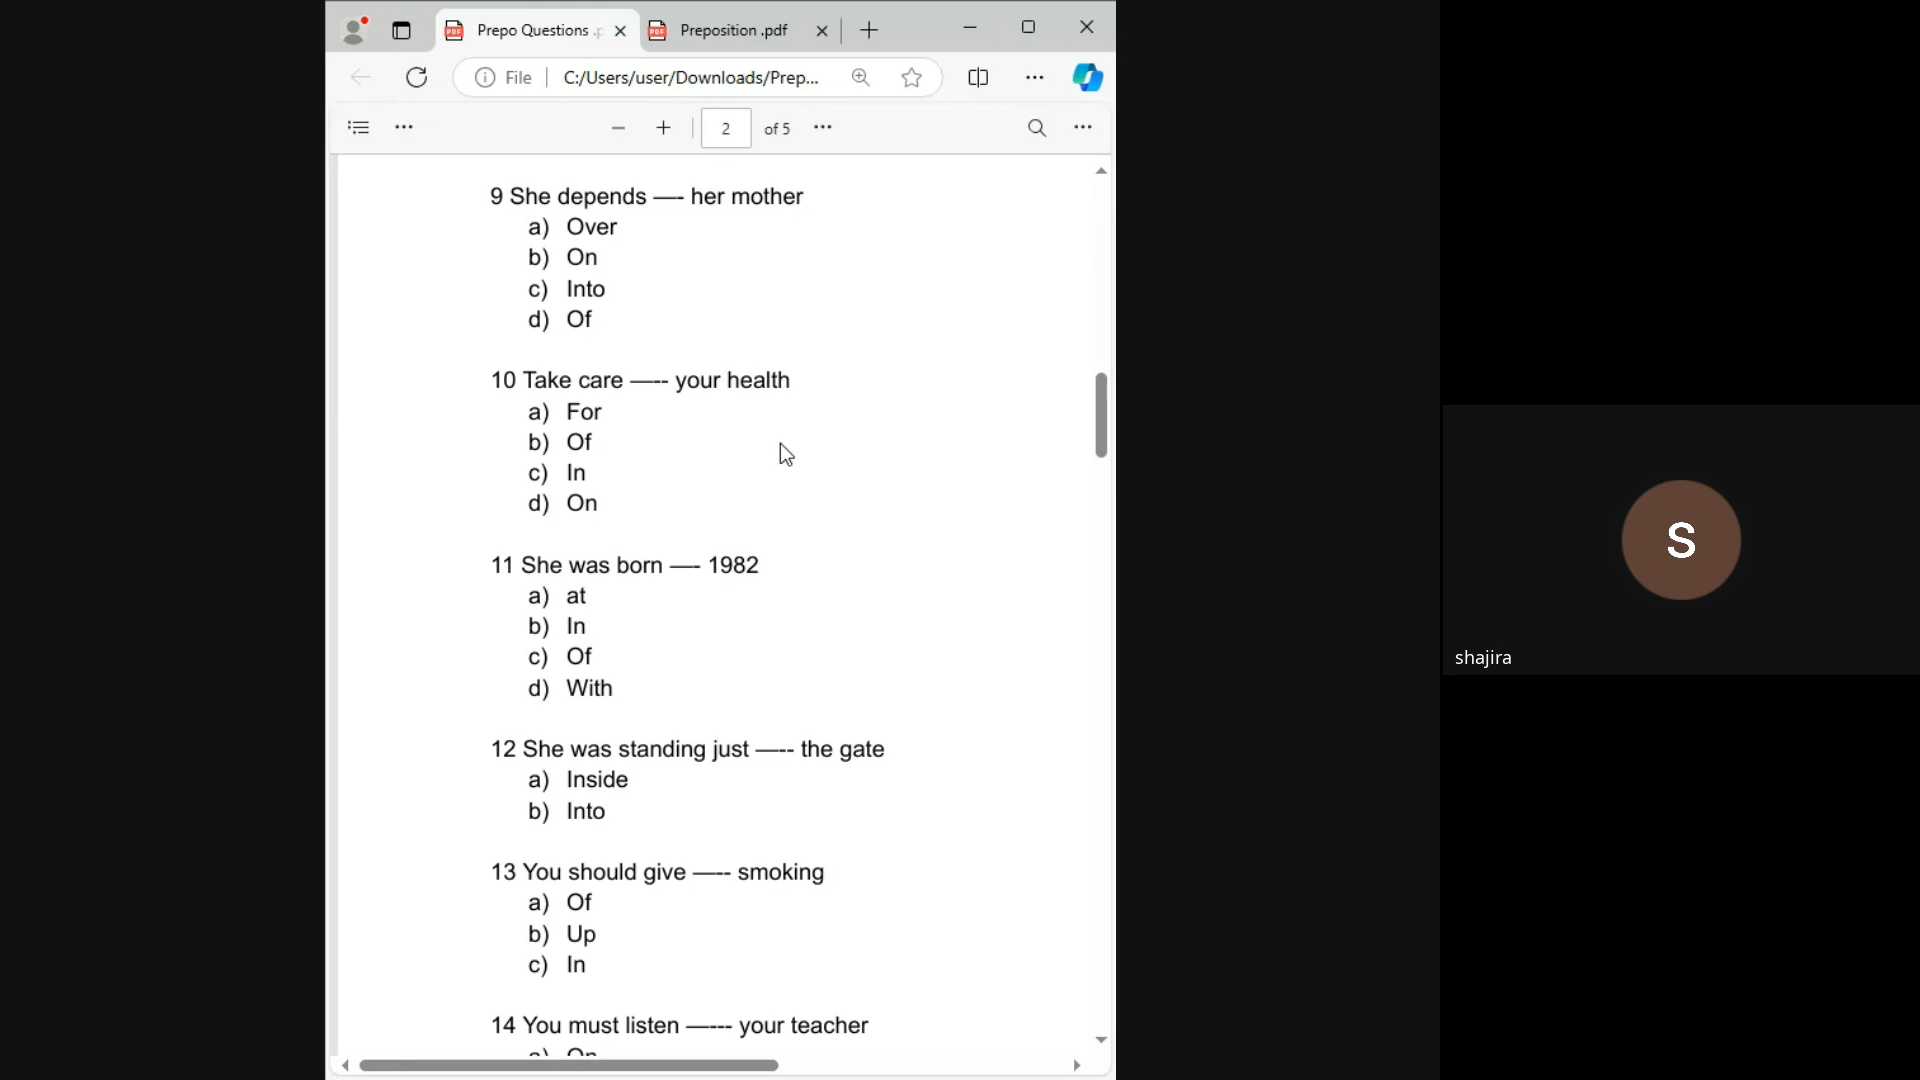 Prepo Questions .p
Preposition .pdf
File
C:/Users/user/Downloads/Prep...
2 of 5
9 She depends —-- her mother
a) Over
b) On
c) Into
d) Of
10 Take care —--- your health
a) For
b) Of
c) In
d) On
11 She was born —-- 1982
a) at
b) In
c) Of
d) With
12 She was standing just —--- the gate
a) Inside
b) Into
13 You should give —--- smoking
a) Of
b) Up
c) In
14 You must listen —---- your teacher
a) On
S
shajira